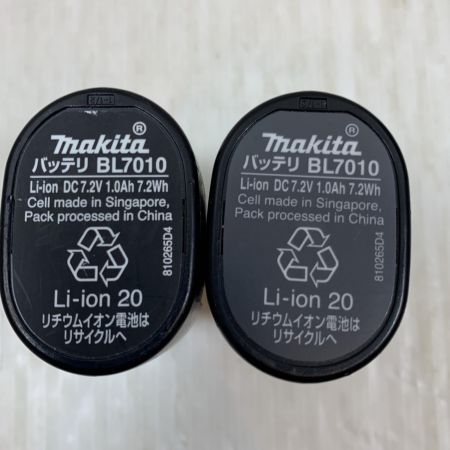 makita®
バッテリ BL7010
Li-ion DC 7.2V 1.0Ah 7.2Wh
Cell made in Singapore,
Pack processed in China
810265D4
Li-ion 20
リチウムイオン電池は
リサイクルへ
makita®
バッテリ BL7010
Li-ion DC 7.2V 1.0Ah 7.2Wh
Cell made in Singapore,
Pack processed in China
810265D4
Li-ion 20
リチウムイオン電池は
リサイクルへ